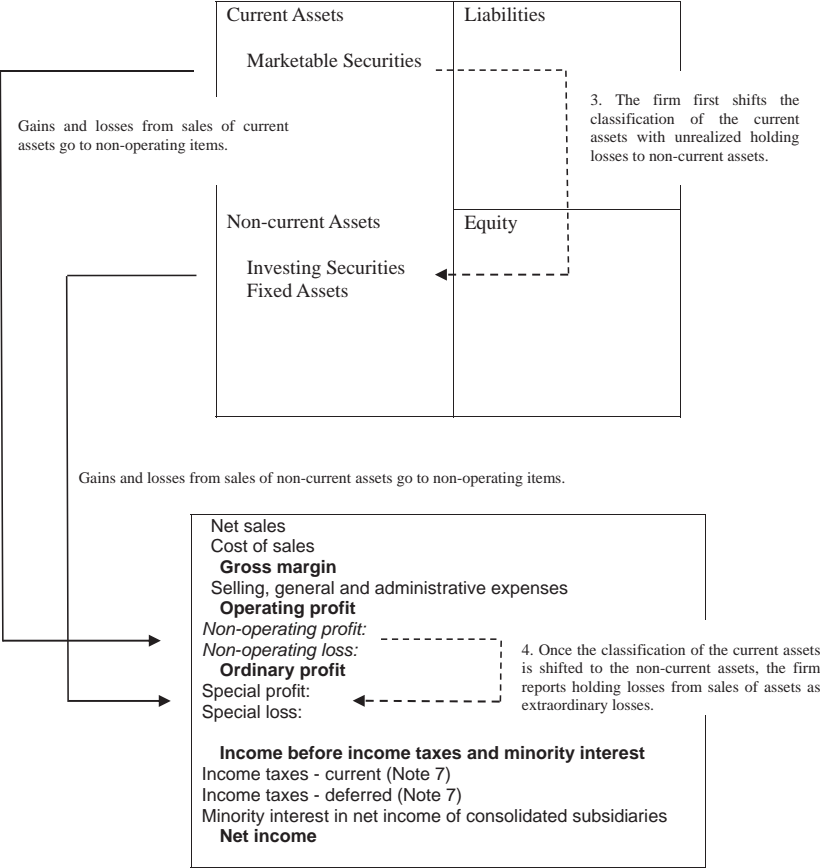 Current Assets
Liabilities
Marketable Securities
3. The firm first shifts the
classification of the current
assets with unrealized holding
losses to non-current assets.
Gains and losses from sales of current
assets go to non-operating items.
Non-current Assets
Equity
Investing Securities
Fixed Assets
Gains and losses from sales of non-current assets go to non-operating items.
Net sales
Cost of sales
Gross margin
Selling, general and administrative expenses
Operating profit
Non-operating profit:
Non-operating loss:
Ordinary profit
Special profit:
Special loss:
4. Once the classification of the current assets
is shifted to the non-current assets, the firm
reports holding losses from sales of assets as
extraordinary losses.
Income before income taxes and minority interest
Income taxes - current (Note 7)
Income taxes - deferred (Note 7)
Minority interest in net income of consolidated subsidiaries
Net income